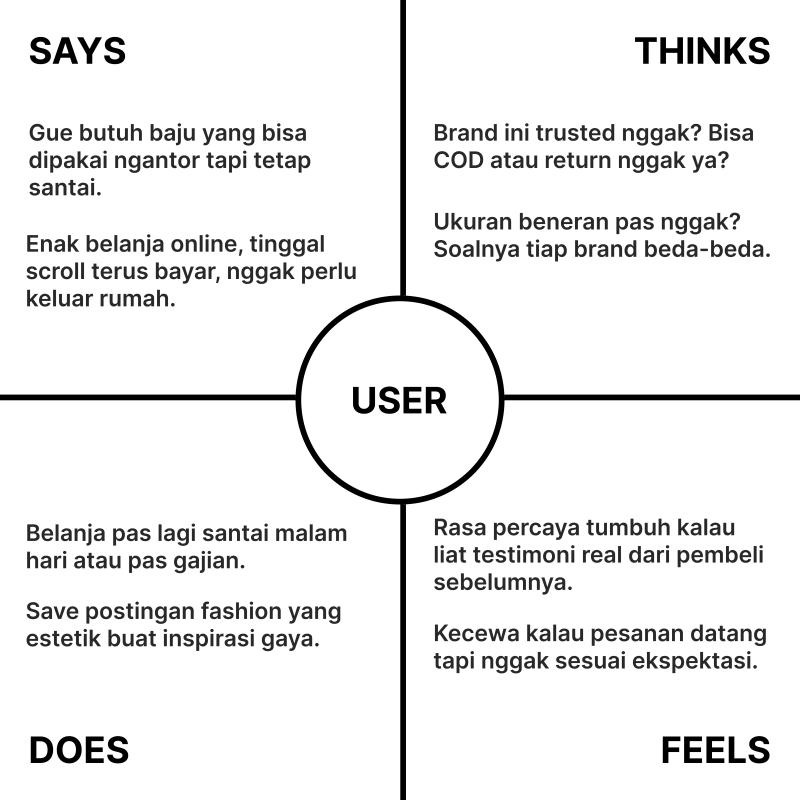 SAYS
Gue butuh baju yang bisa
dipakai ngantor tapi tetap
santai.
Enak belanja online, tinggal
scroll terus bayar, nggak perlu
keluar rumah.
THINKS
Brand ini trusted nggak? Bisa
COD atau return nggak ya?
Ukuran beneran pas nggak?
Soalnya tiap brand beda-beda.
USER
Belanja pas lagi santai malam
hari atau pas gajian.
Save postingan fashion yang
estetik buat inspirasi gaya.
DOES
Rasa percaya tumbuh kalau
liat testimoni real dari pembeli
sebelumnya.
Kecewa kalau pesanan datang
tapi nggak sesuai ekspektasi.
FEELS